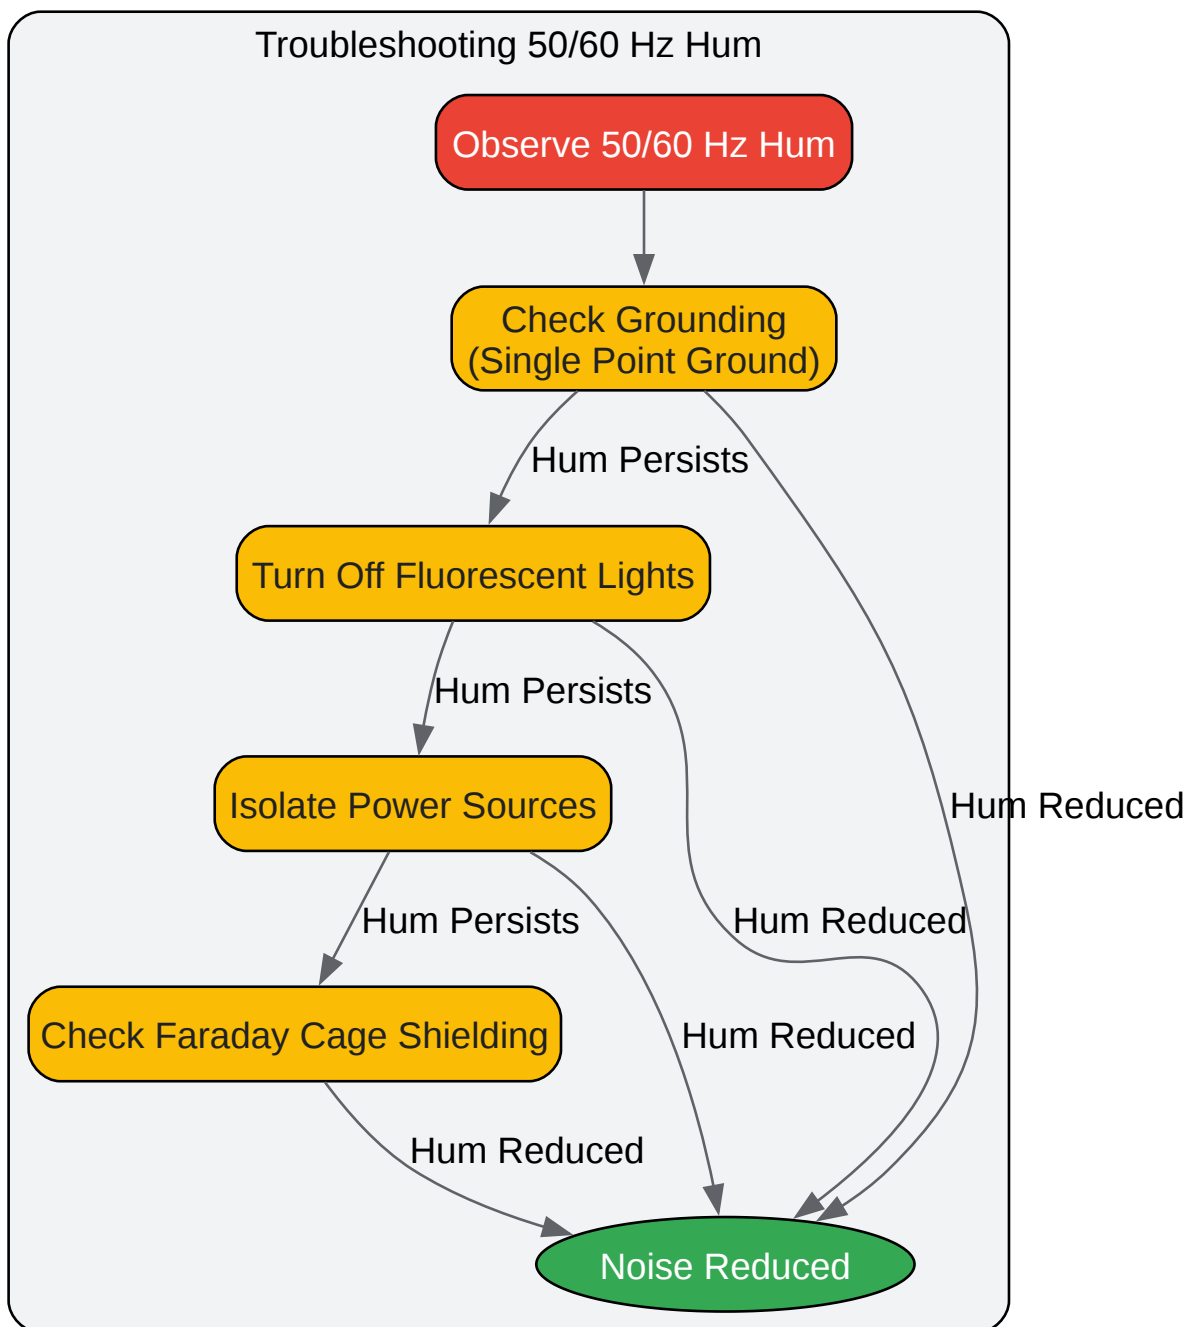 Troubleshooting 50/60 Hz Hum
Observe 50/60 Hz Hum
Check Grounding
(Single Point Ground)
Hum Persists
Turn Off Fluorescent Lights
Hum Persists
Isolate Power Sources
Hum Reduced
Hum Persists
Hum Reduced
Check Faraday Cage Shielding
Hum Reduced
Hum Reduced
Noise Reduced